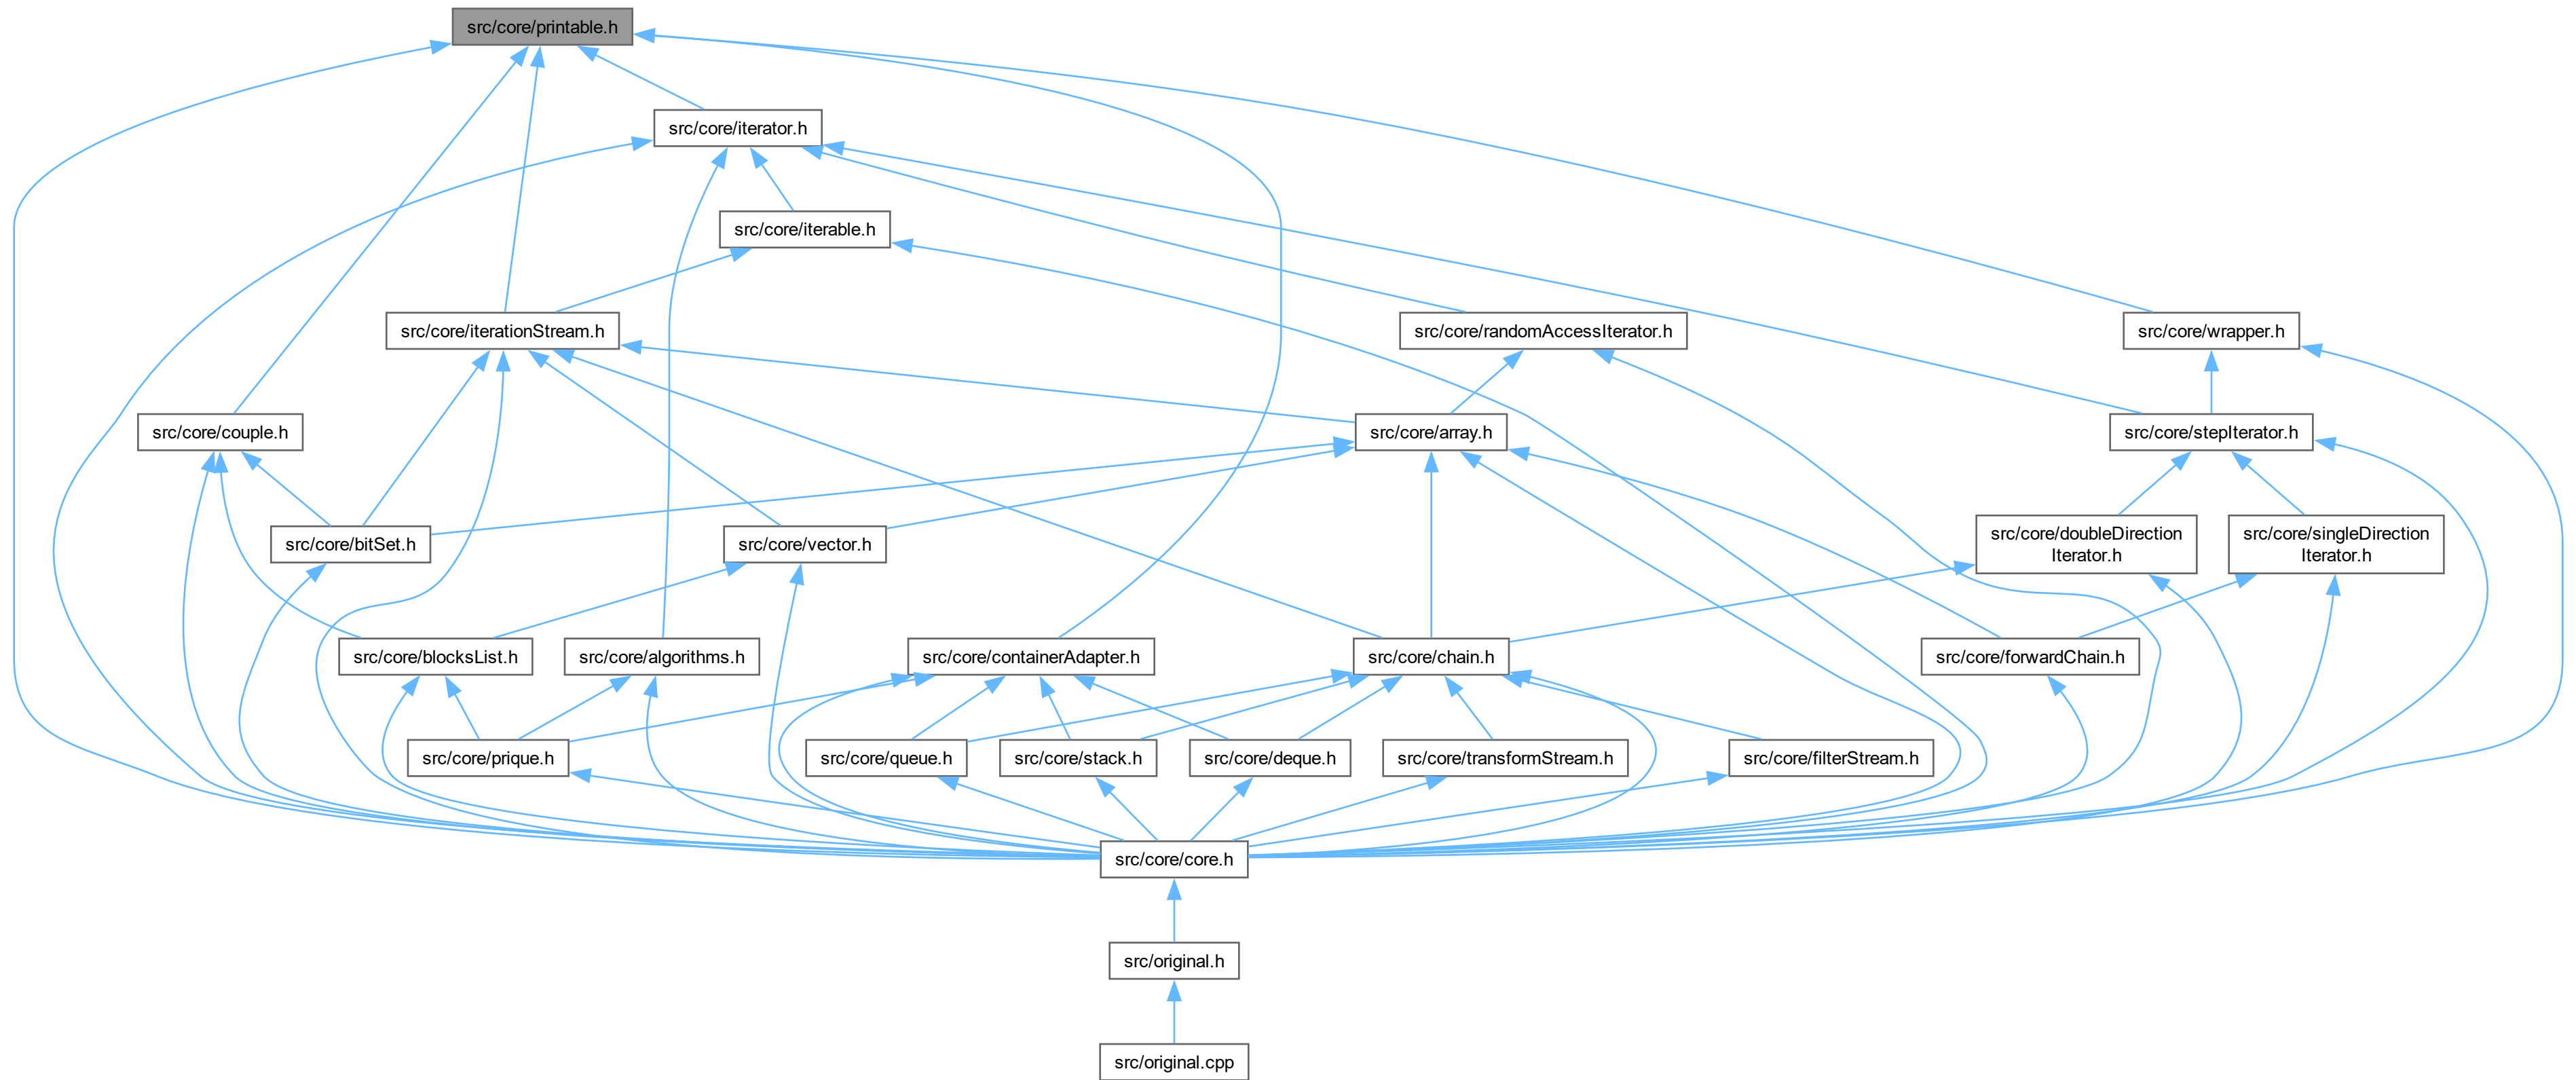 src/core/printable.h
src/core/iterator.h
src/core/iterable.h
src/core/iterationStream.h
src/core/randomAccessIterator.h
src/core/wrapper.h
src/core/couple.h
src/core/array.h
src/core/stepIterator.h
src/core/bitSet.h
src/core/vector.h
src/core/doubleDirection
Iterator.h
src/core/singleDirection
Iterator.h
src/core/blocksList.h
src/core/algorithms.h
src/core/containerAdapter.h
src/core/chain.h
src/core/forwardChain.h
src/core/prique.h
src/core/queue.h
src/core/stack.h
src/core/deque.h
src/core/transformStream.h
src/core/filterStream.h
src/core/core.h
src/original.h
src/original.cpp